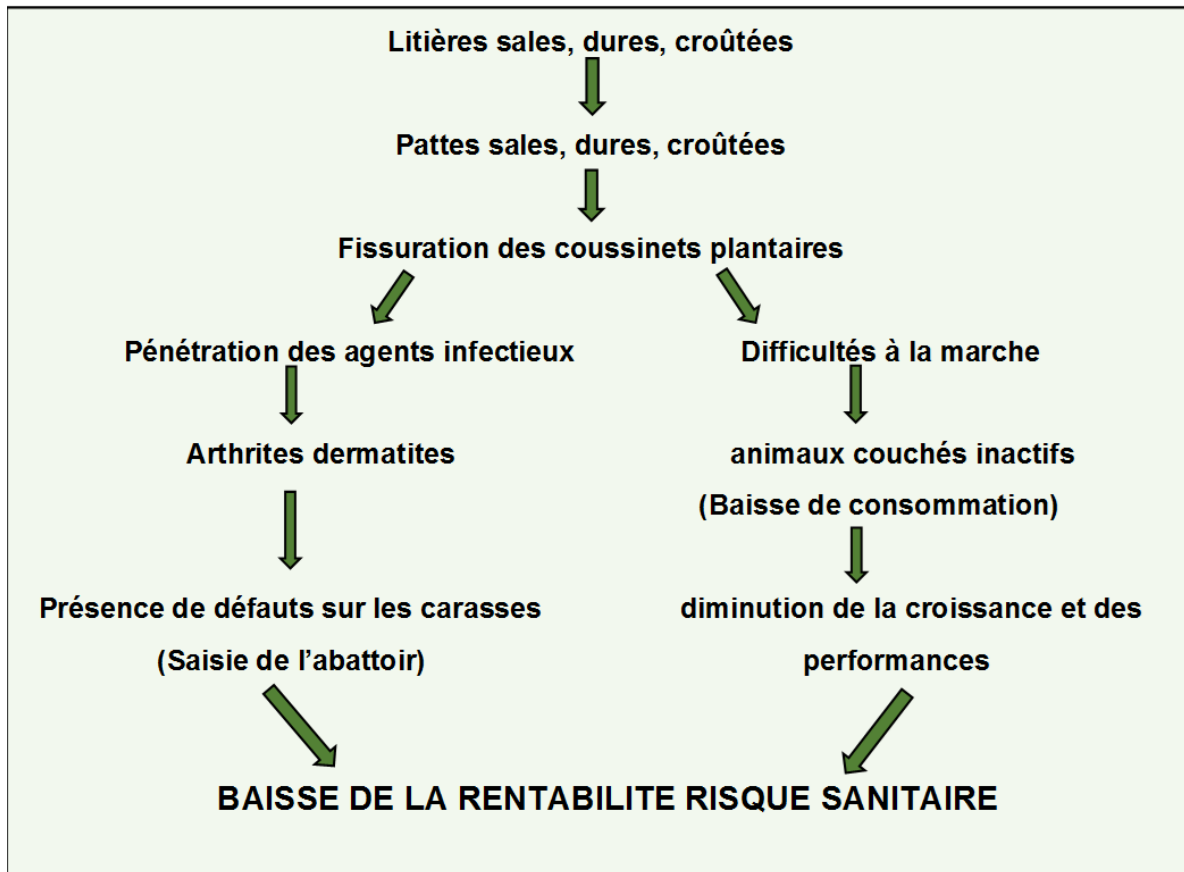 Litières sales, dures, croûtées
Pattes sales, dures, croûtées
Fissuration des coussinets plantaires
Pénétration des agents infectieux
Difficultés à la marche
Arthrites dermatites
animaux couchés inactifs
(Baisse de consommation)
Présence de défauts sur les carasses
(Saisie de l'abattoir)
diminution de la croissance et des
performances
BAISSE DE LA RENTABILITE RISQUE SANITAIRE